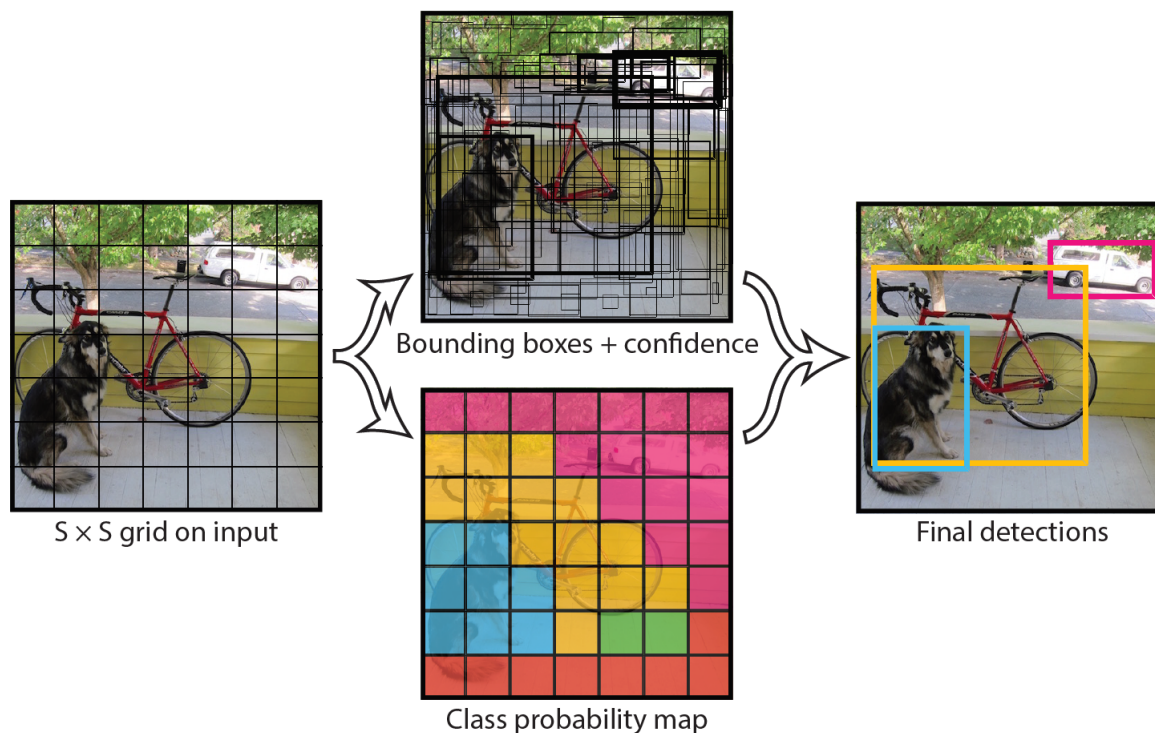 S × S grid on input
Bounding boxes + confidence
Class probability map
Final detections